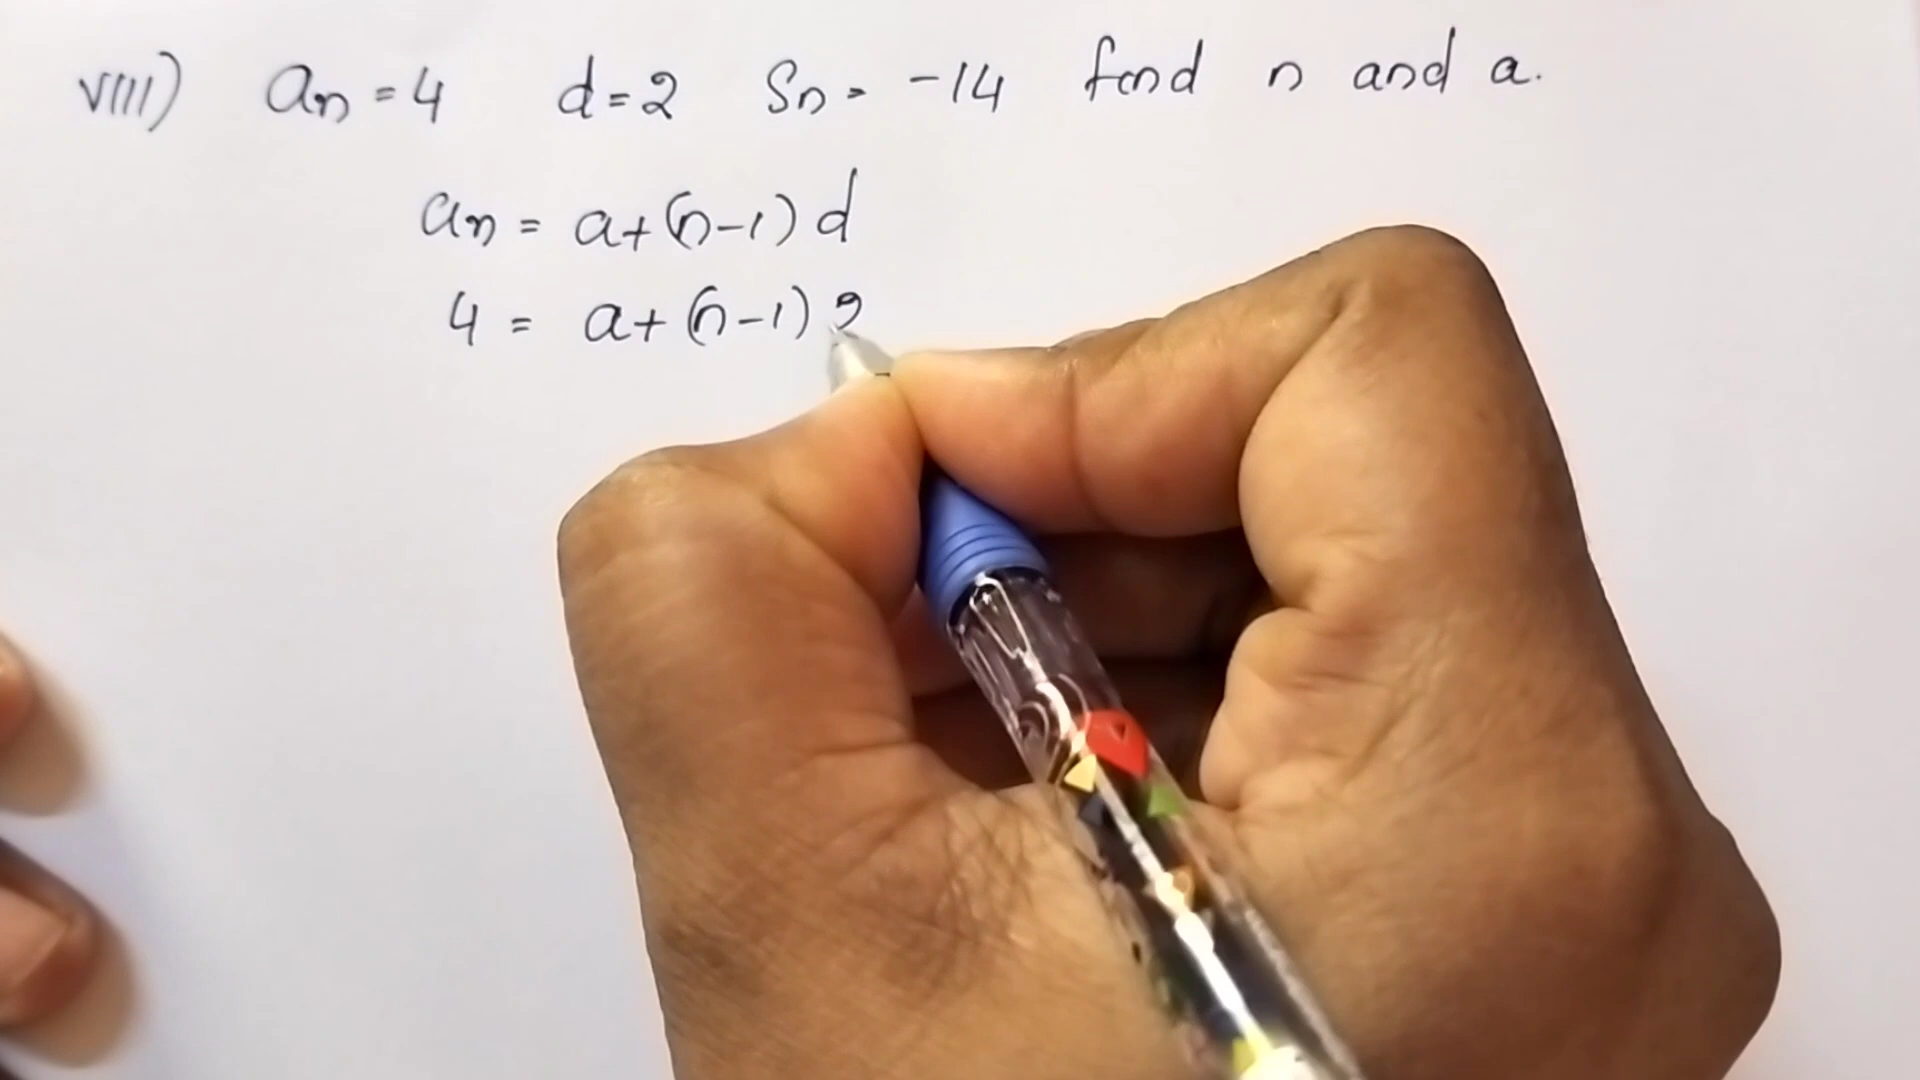 VIII) an = 4 d = 2 Sn = -14 find n and a.
an = a+(n-1) d
4 = a+(n-1) 2